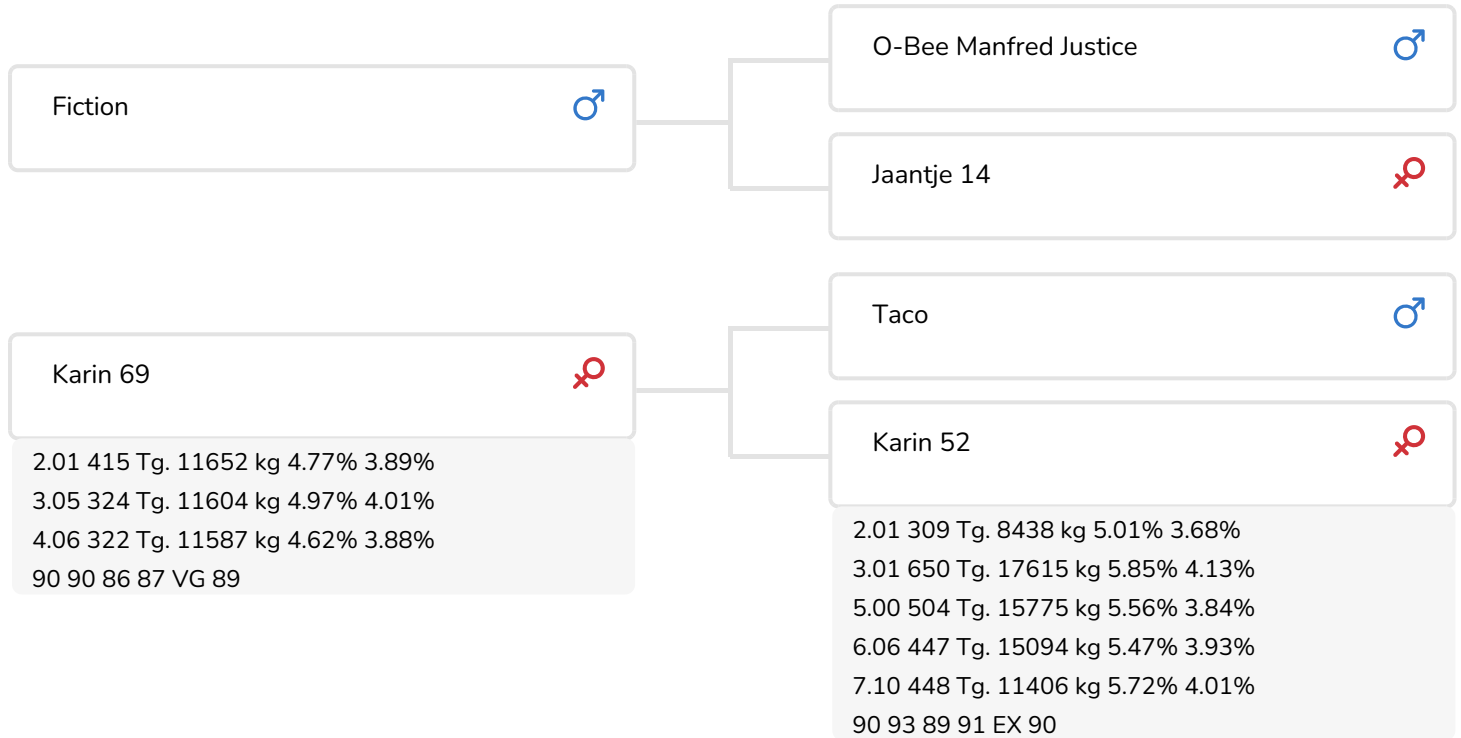 Fiction
O-Bee Manfred Justice
Jaantje 14
Karin 69
2.01 415 Tg. 11652 kg 4.77% 3.89%
3.05 324 Tg. 11604 kg 4.97% 4.01%
4.06 322 Tg. 11587 kg 4.62% 3.88%
90 90 86 87 VG 89
Taco
Karin 52
2.01 309 Tg. 8438 kg 5.01% 3.68%
3.01 650 Tg. 17615 kg 5.85% 4.13%
5.00 504 Tg. 15775 kg 5.56% 3.84%
6.06 447 Tg. 15094 kg 5.47% 3.93%
7.10 448 Tg. 11406 kg 5.72% 4.01%
90 93 89 91 EX 90